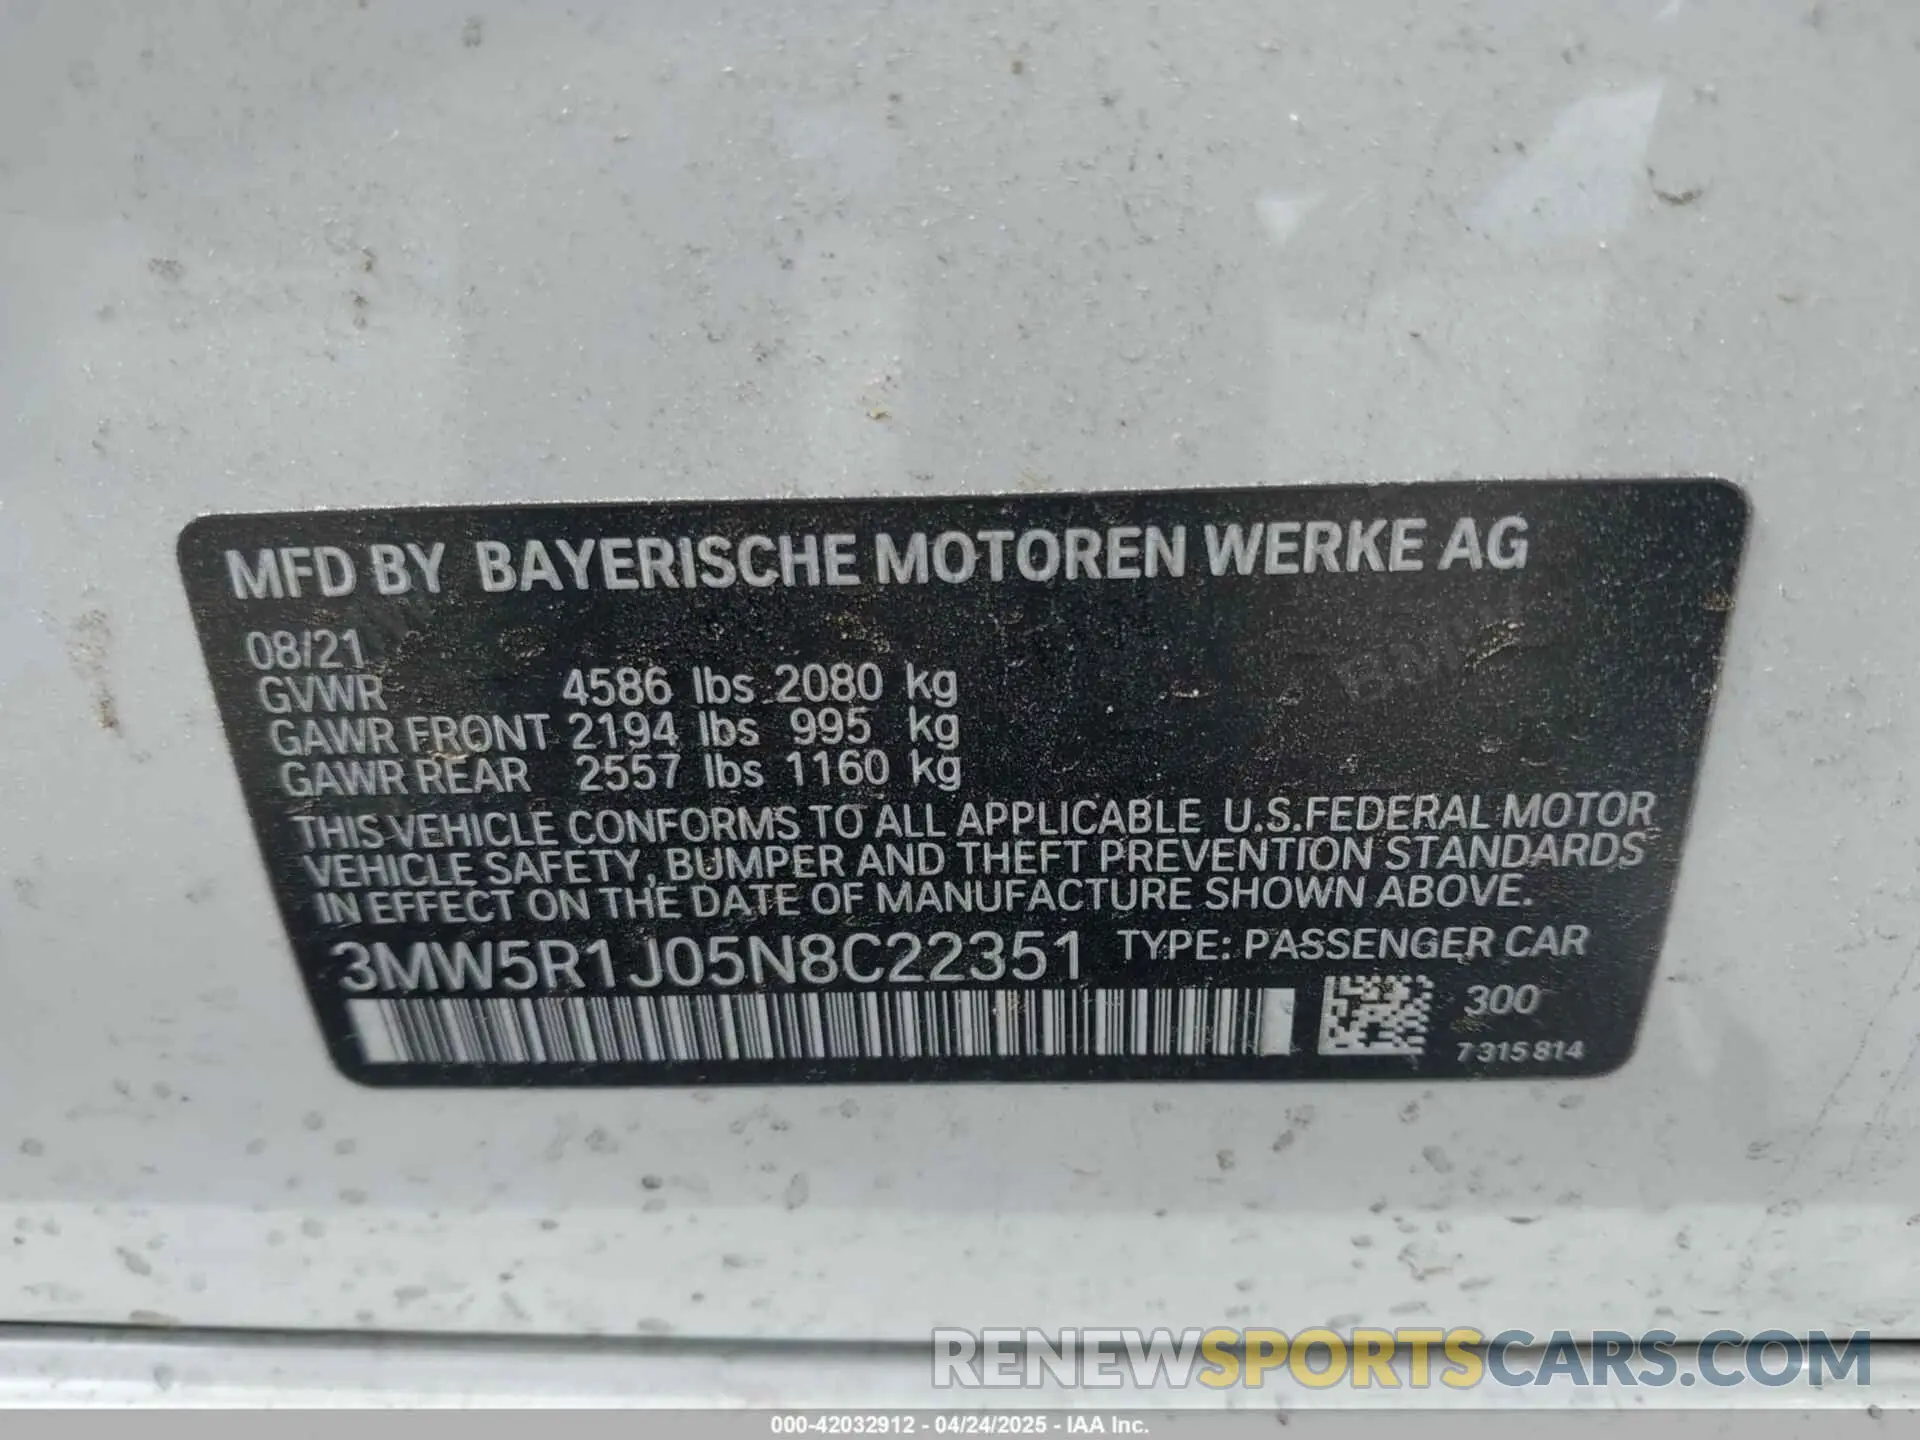 MFD BY BAYERISCHE MOTOREN WERKE AG
08/21
GVWR 4586 lbs 2080 kg
GAWR FRONT 2194 lbs 995 kg
GAWR REAR 2557 lbs 1160 kg
THIS VEHICLE CONFORMS TO ALL APPLICABLE U.S.FEDERAL MOTOR
VEHICLE SAFETY, BUMPER AND THEFT PREVENTION STANDARDS
IN EFFECT ON THE DATE OF MANUFACTURE SHOWN ABOVE.
3MW5R1J05N8C22351 TYPE: PASSENGER CAR
300
7 315 814
RENEWSPORTSCARS.COM
000-42032912 - 04/24/2025 - IAA Inc.